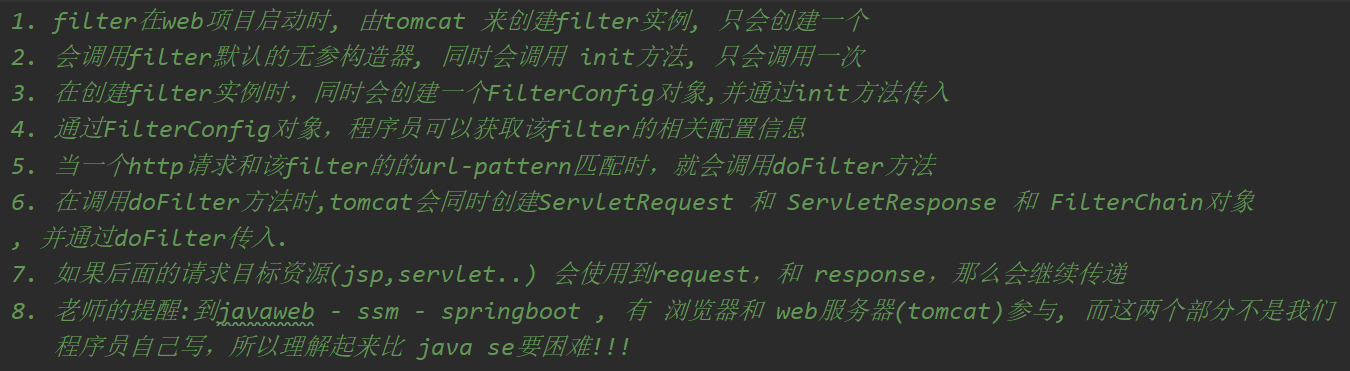 1. filter在web项目启动时, 由tomcat 来创建filter实例, 只会创建一个
2. 会调用filter默认的无参构造器, 同时会调用 init方法, 只会调用一次
3. 在创建filter实例时，同时会创建一个FilterConfig对象,并通过init方法传入
4. 通过FilterConfig对象，程序员可以获取该filter的相关配置信息
5. 当一个http请求和该filter的的url-pattern匹配时，就会调用doFilter方法
6. 在调用doFilter方法时,tomcat会同时创建ServletRequest 和 ServletResponse 和 FilterChain对象
, 并通过doFilter传入.
7. 如果后面的请求目标资源(jsp,servlet..) 会使用到request，和 response，那么会继续传递
8. 老师的提醒:到javaweb - ssm - springboot , 有 浏览器和 web服务器(tomcat)参与, 而这两个部分不是我们
程序员自己写，所以理解起来比 java se要困难!!!